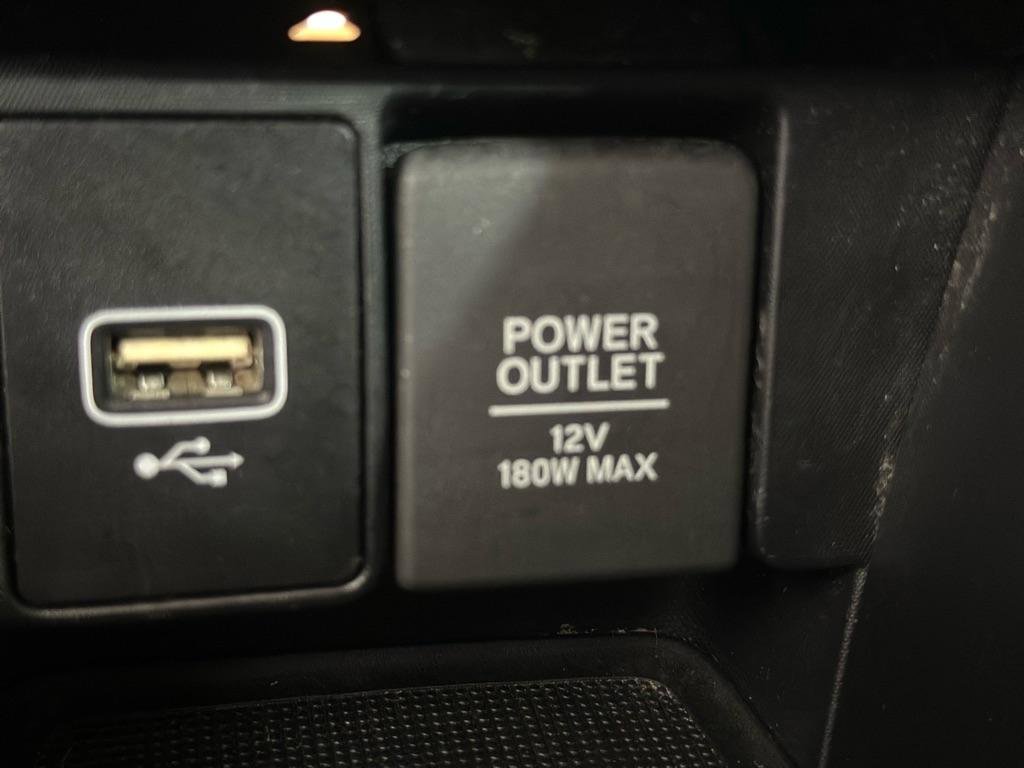 POWER
OUTLET
12V
180W MAX